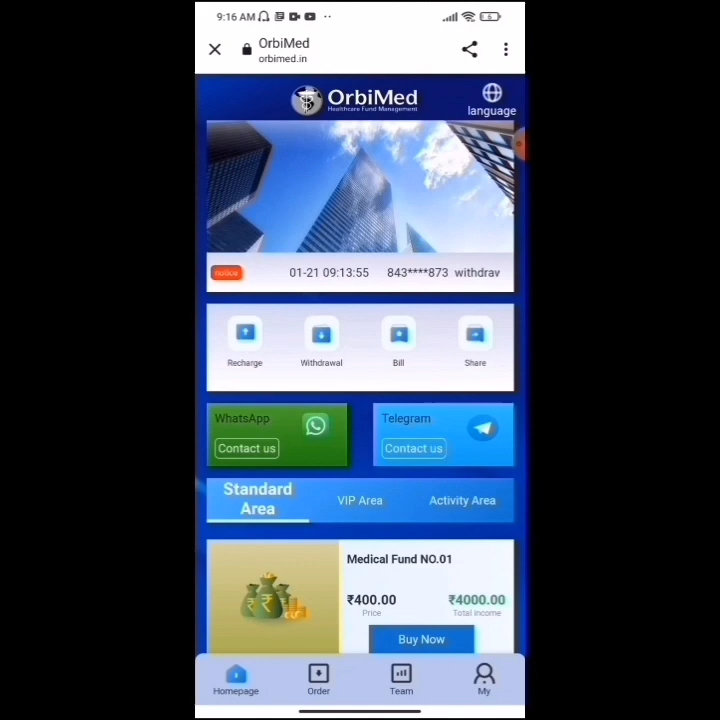 9:16 AM
6
OrbiMed
orbimed.in
OrbiMed
Healthcare Fund Management
language
notice
01-21 09:13:55 843****873 withdrav
Recharge
Withdrawal
Bill
Share
WhatsApp
Contact us
Telegram
Contact us
Standard
Area
VIP Area
Activity Area
Medical Fund NO.01
₹400.00
₹4000.00
Price
Total income
Buy Now
Homepage
Order
Team
My